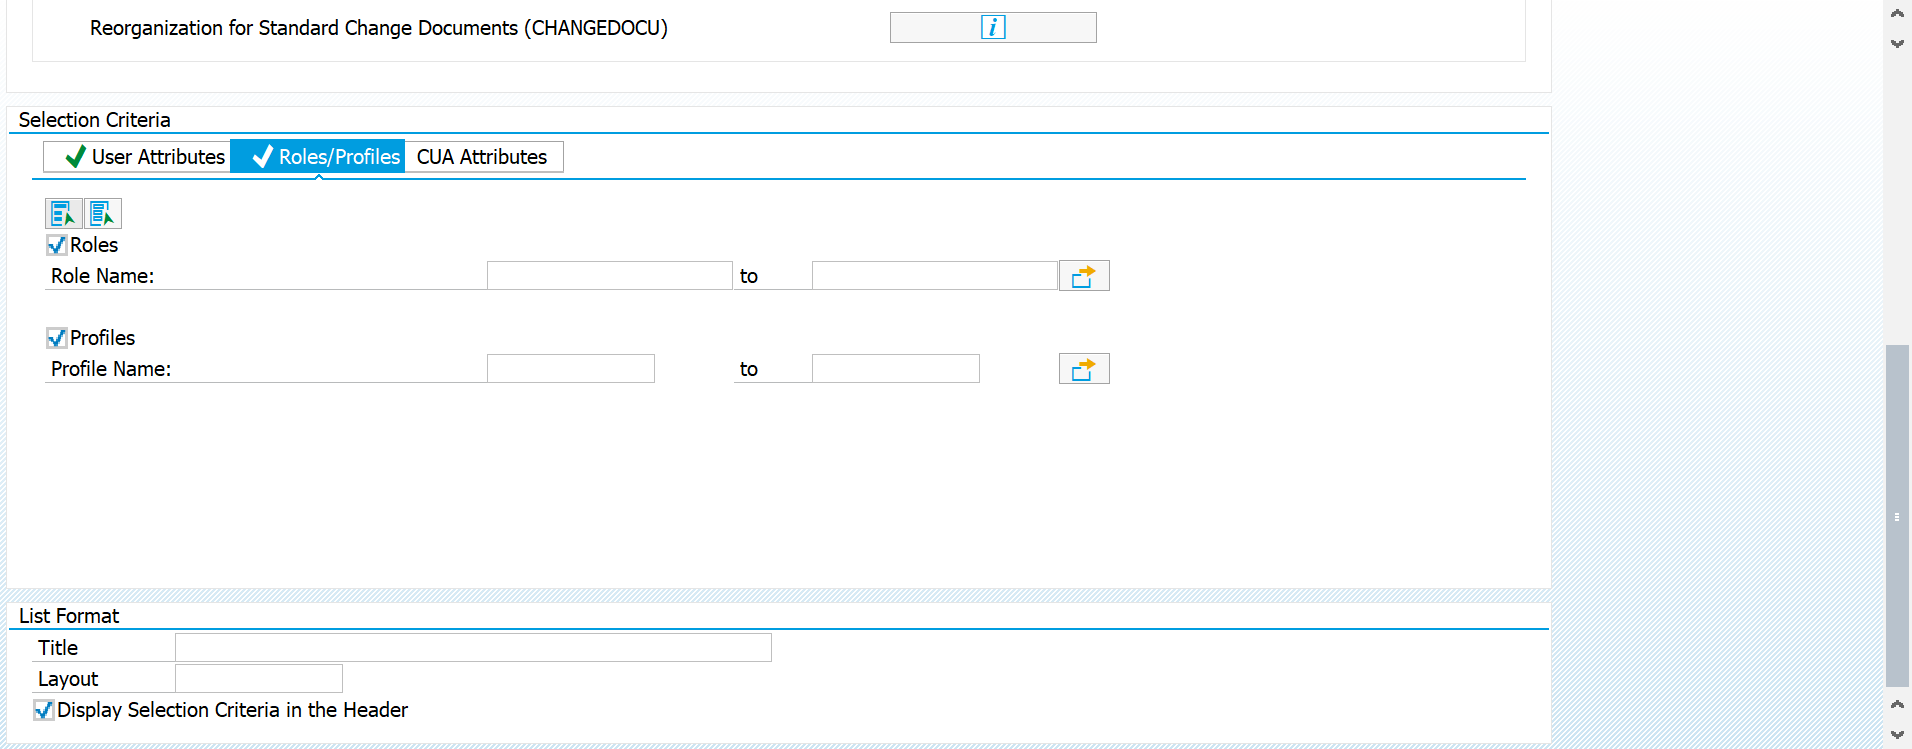 Reorganization for Standard Change Documents (CHANGEDOCU)
Selection Criteria
User Attributes Roles/Profiles CUA Attributes
Roles
Role Name: to
Profiles
Profile Name: to
List Format
Title
Layout
Display Selection Criteria in the Header